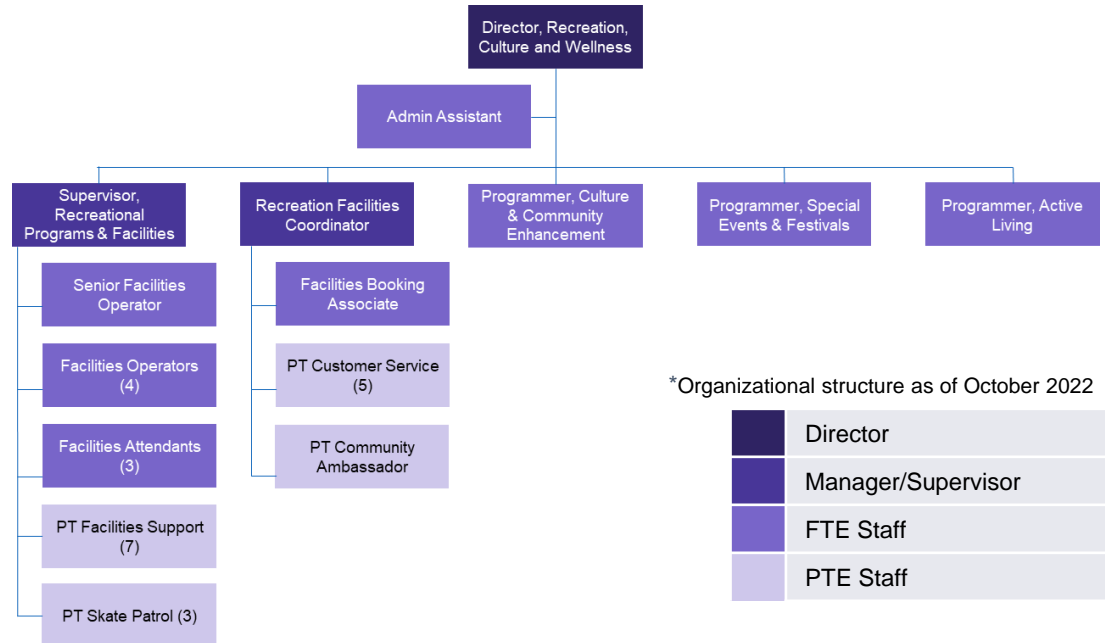 Director, Recreation,
Culture and Wellness
Admin Assistant
Supervisor,
Recreational
Programs & Facilities
Recreation Facilities
Coordinator
Programmer, Culture
& Community
Enhancement
Programmer, Special
Events & Festivals
Programmer, Active
Living
Senior Facilities
Operator
Facilities Operators
(4)
Facilities Attendants
(3)
PT Facilities Support
(7)
PT Skate Patrol (3)
Facilities Booking
Associate
PT Customer Service
(5)
PT Community
Ambassador
*Organizational structure as of October 2022
Director
Manager/Supervisor
FTE Staff
PTE Staff